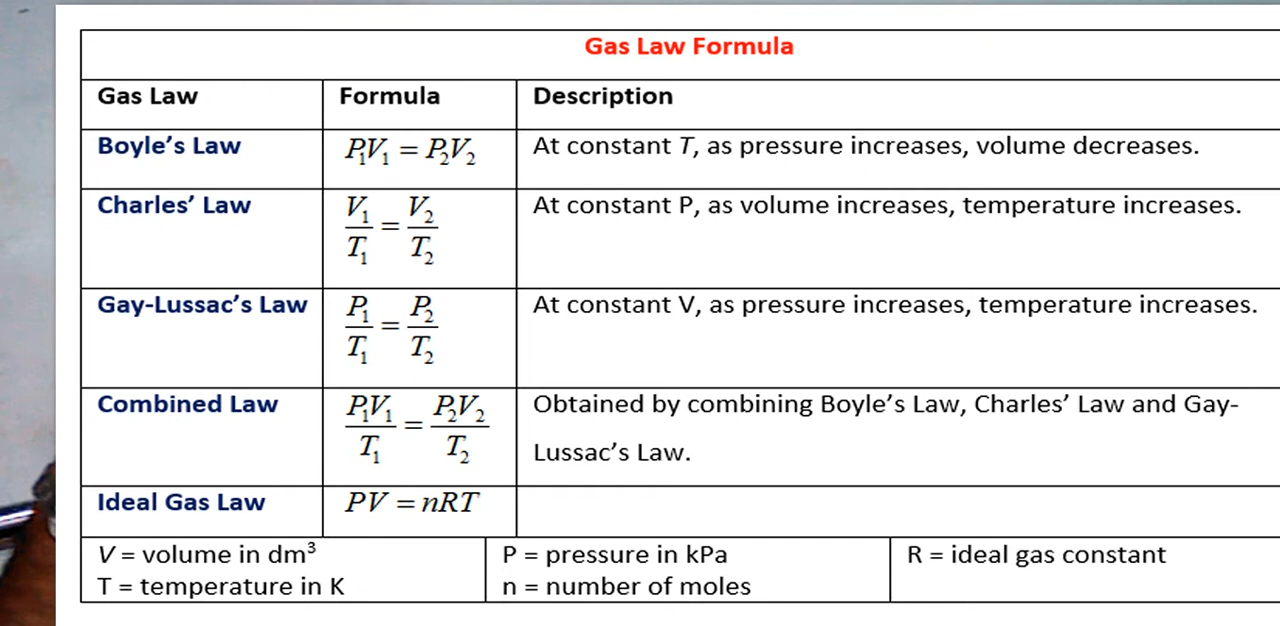 Gas Law Formula
Gas Law Formula Description
Boyle’s Law P₁V₁ = P₂V₂ At constant T, as pressure increases, volume decreases.
Charles’ Law V₁/T₁ = V₂/T₂ At constant P, as volume increases, temperature increases.
Gay-Lussac’s Law P₁/T₁ = P₂/T₂ At constant V, as pressure increases, temperature increases.
Combined Law P₁V₁/T₁ = P₂V₂/T₂ Obtained by combining Boyle’s Law, Charles’ Law and Gay-
Lussac’s Law.
Ideal Gas Law PV = nRT
V = volume in dm³ P = pressure in kPa R = ideal gas constant
T = temperature in K n = number of moles